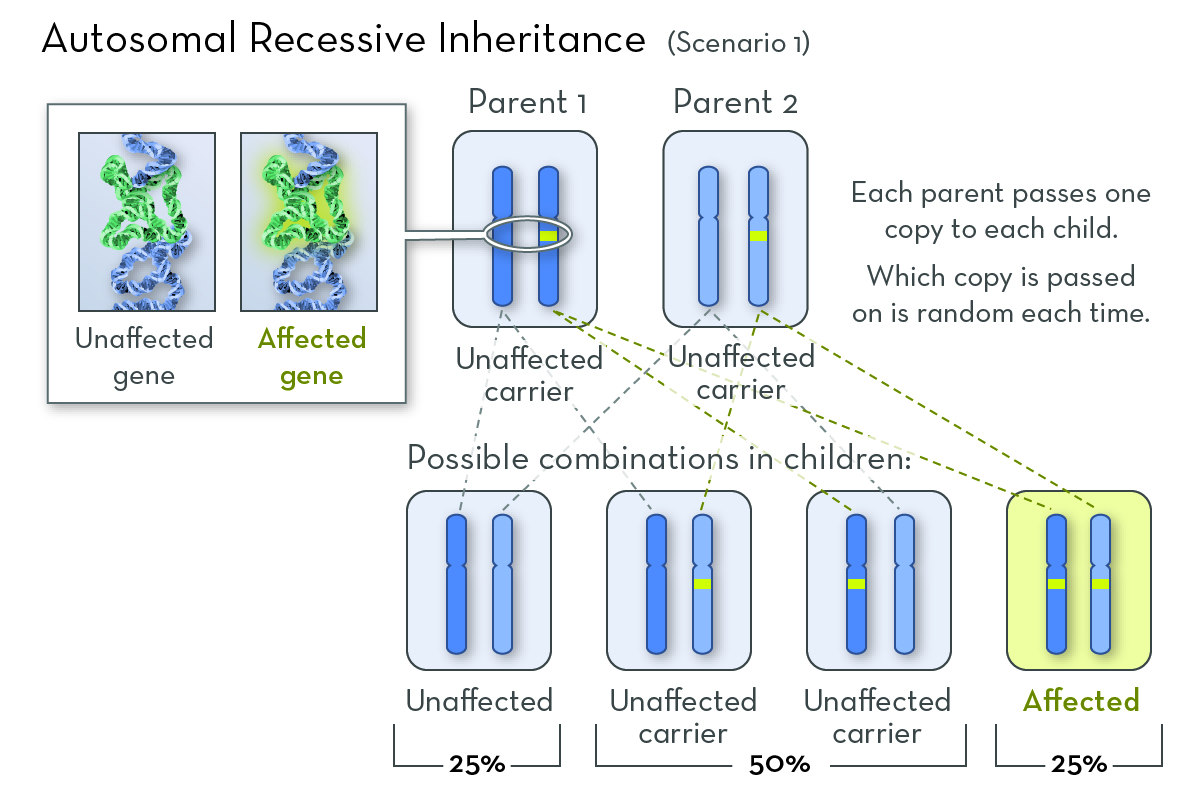 Autosomal Recessive Inheritance (Scenario 1)
Parent 1
Parent 2
Unaffected
gene
Affected
gene
Each parent passes one
copy to each child.
Which copy is passed
on is random each time.
Unaffected
carrier
Unaffected
carrier
Possible combinations in children:
Unaffected
Unaffected
carrier
Unaffected
carrier
Affected
25%
50%
25%